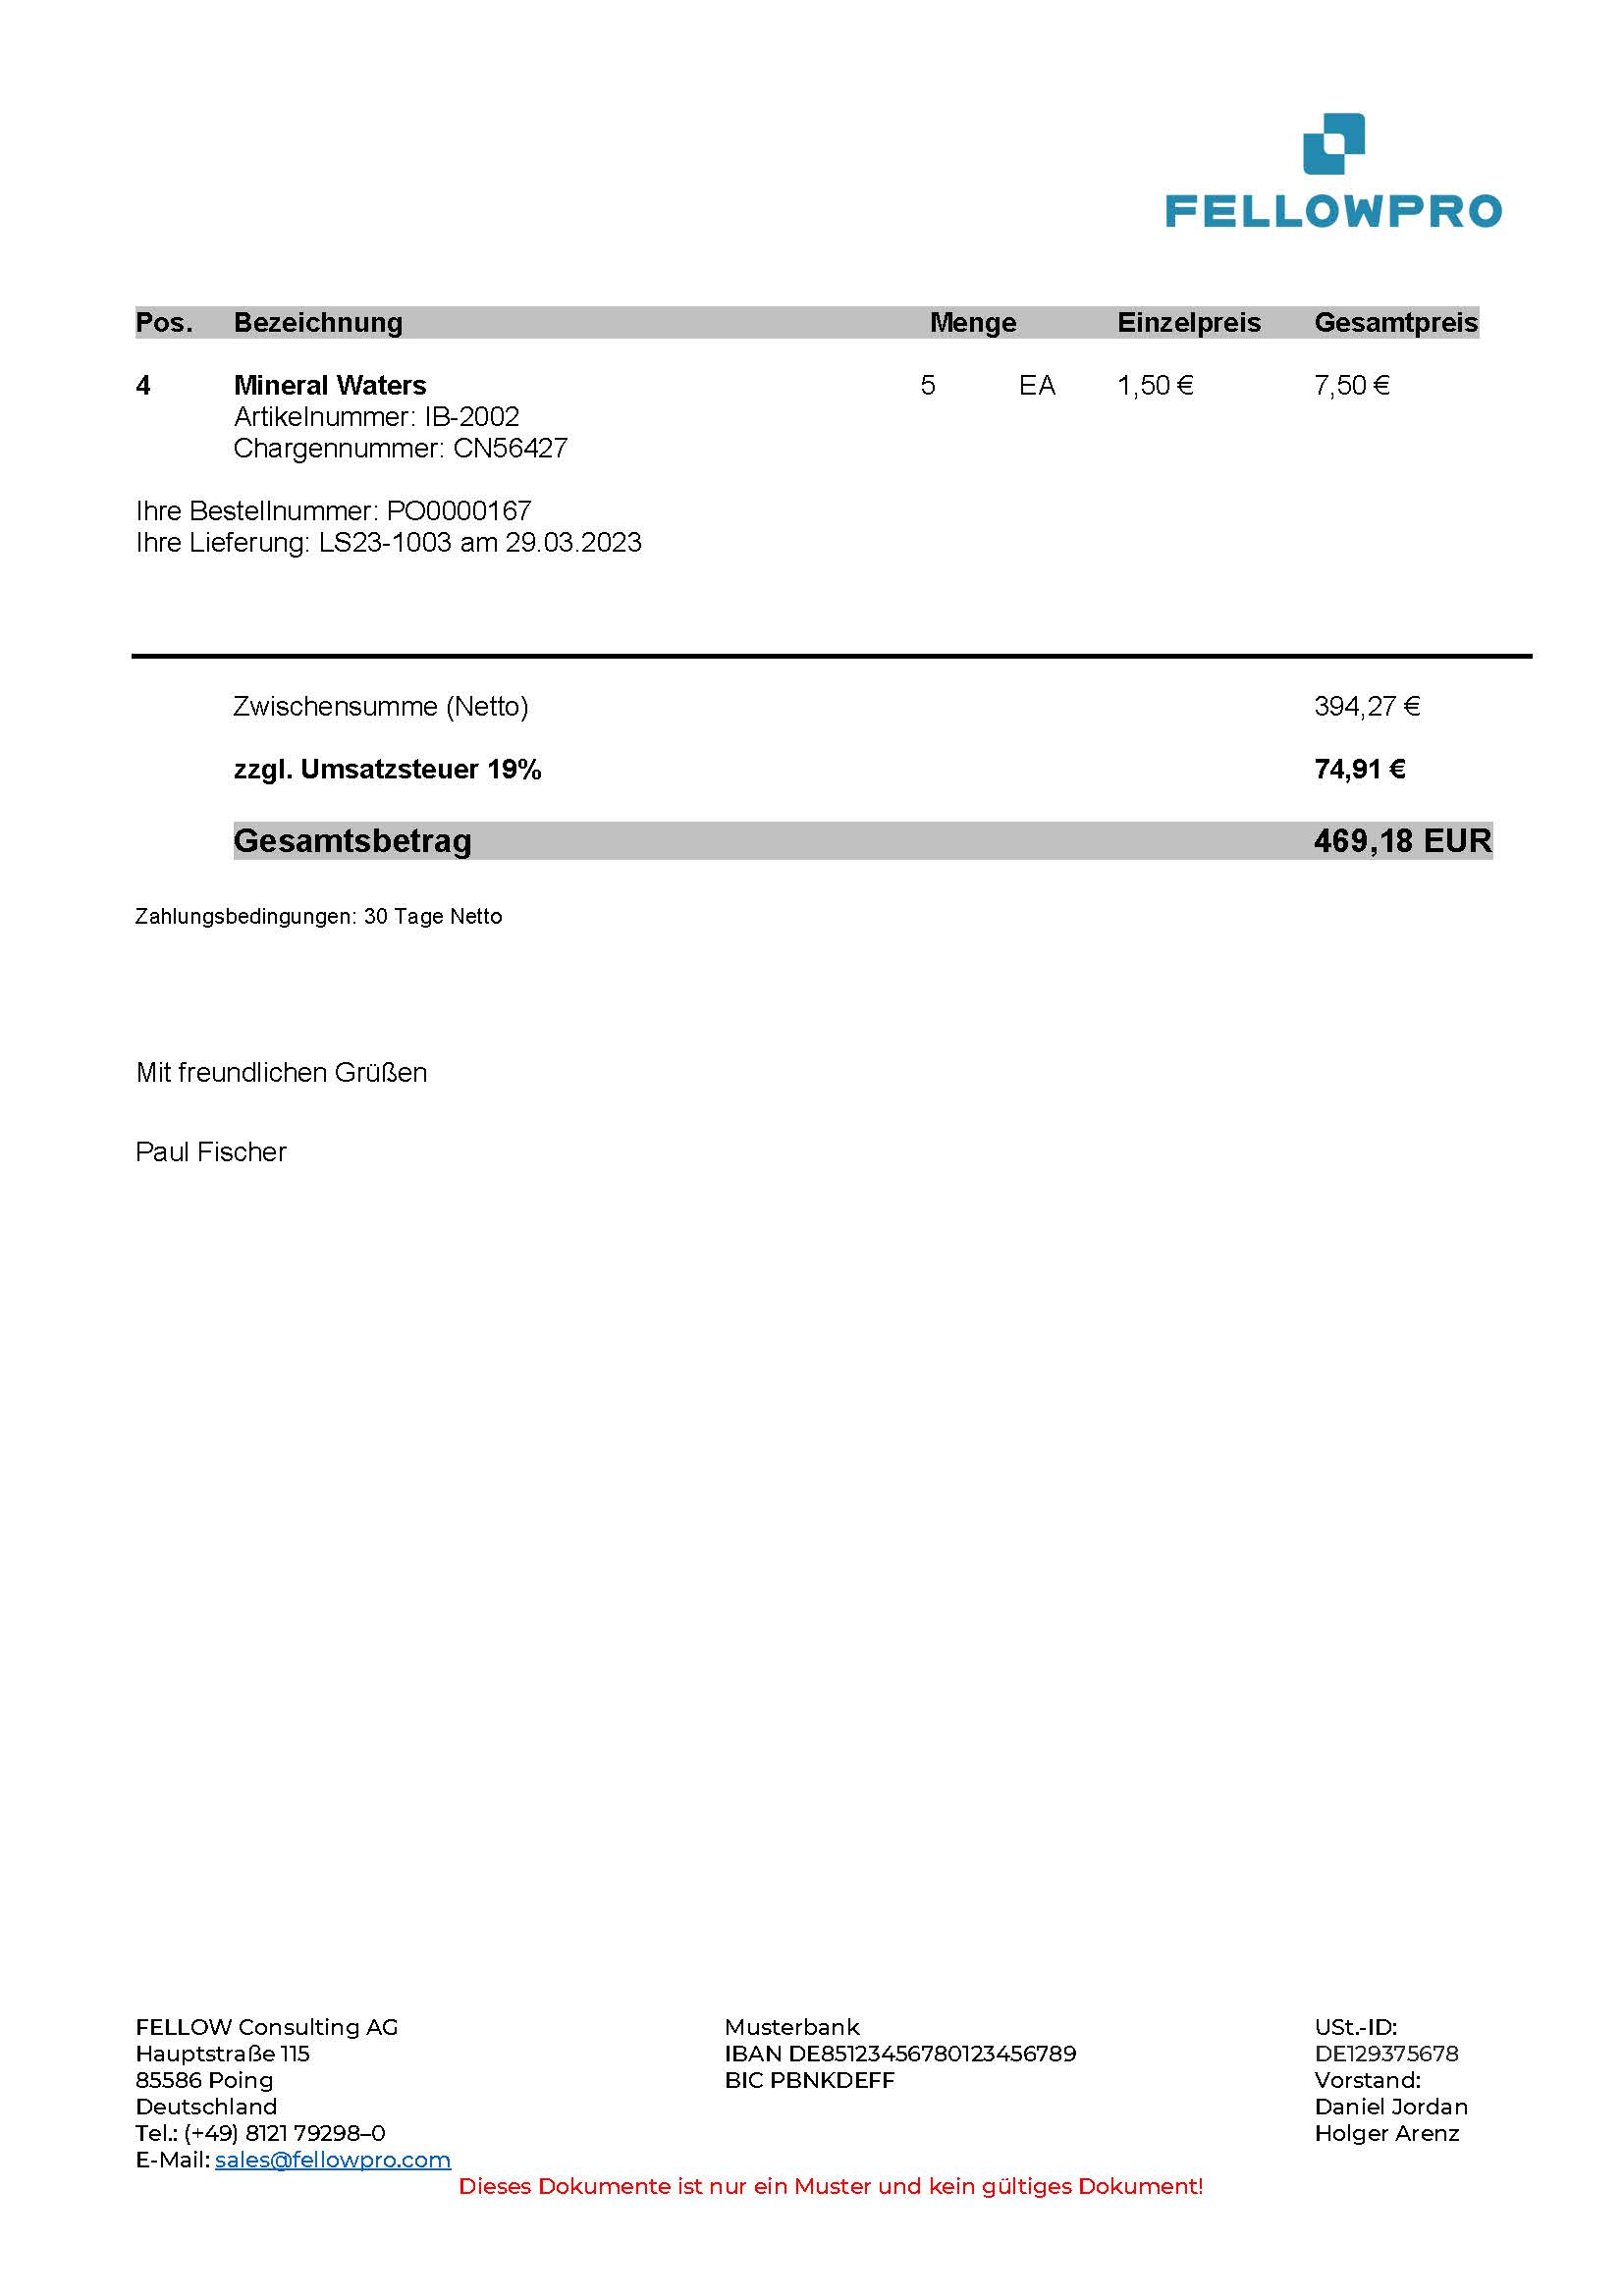 FELLOWPRO
Pos. Bezeichnung Menge Einzelpreis Gesamtpreis
4 Mineral Waters 5 EA 1,50 € 7,50 €
Artikelnummer: IB-2002
Chargennummer: CN56427
Ihre Bestellnummer: PO0000167
Ihre Lieferung: LS23-1003 am 29.03.2023
Zwischensumme (Netto) 394,27 €
zzgl. Umsatzsteuer 19% 74,91 €
Gesamtsbetrag 469,18 EUR
Zahlungsbedingungen: 30 Tage Netto
Mit freundlichen Grüßen
Paul Fischer
FELLOW Consulting AG Musterbank USt.-ID:
Hauptstraße 115 IBAN DE85123456780123456789 DE129375678
85586 Poing BIC PBNKDEFF Vorstand:
Deutschland Daniel Jordan
Tel.: (+49) 8121 79298–0 Holger Arenz
E-Mail: sales@fellowpro.com
Dieses Dokumente ist nur ein Muster und kein gültiges Dokument!